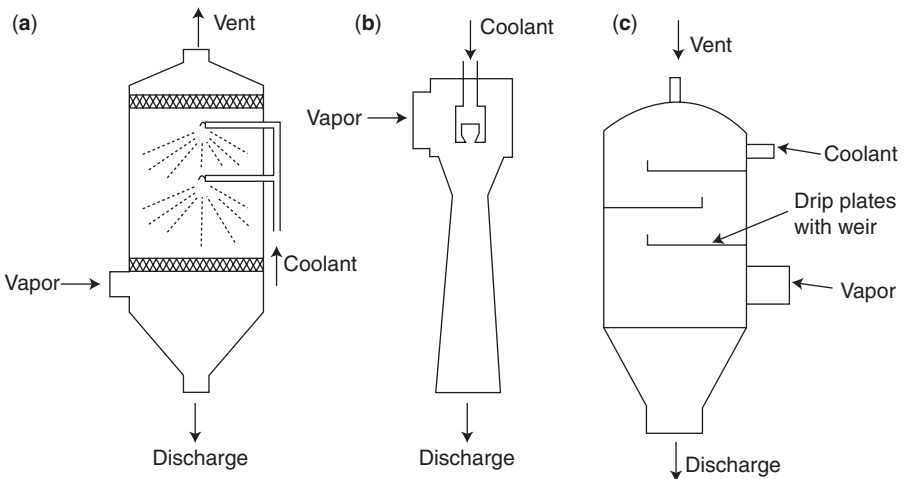 (a)
Vent
Coolant
Vapor
Discharge
(b)
Coolant
Vapor
Discharge
(c)
Vent
Coolant
Drip plates
with weir
Vapor
Discharge